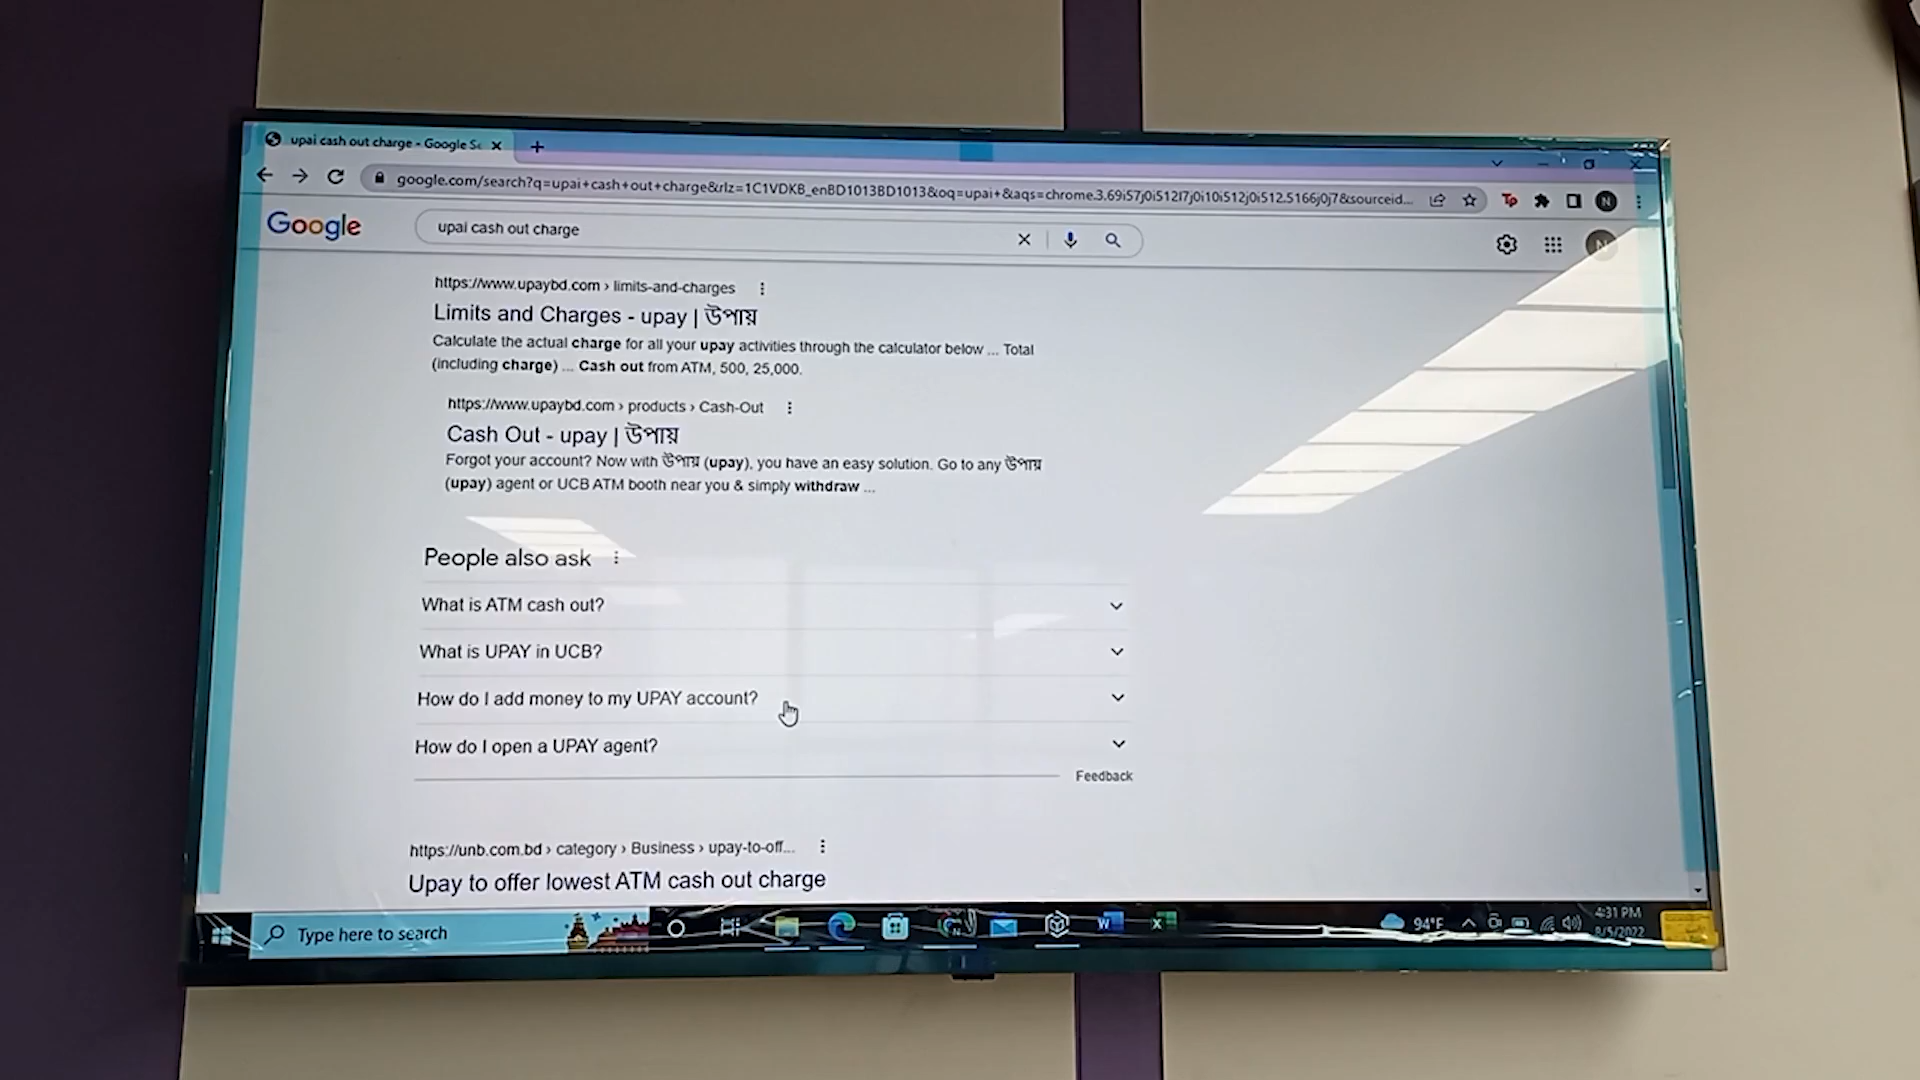 upai cash out charge - Google Se
google.com/search?q=upai+cash+out+charge&rlz=1C1VDKB_enBD1013BD1013&oq=upai+&aqs=chrome.3.69i57j0i512l7j0i10i512j0i512.5166j0j7&sourceid...
Google
upai cash out charge
N
https://www.upaybd.com › limits-and-charges
Limits and Charges - upay | উপায়
Calculate the actual charge for all your upay activities through the calculator below ... Total
(including charge) ... Cash out from ATM, 500, 25,000.
https://www.upaybd.com › products › Cash-Out
Cash Out - upay | উপায়
Forgot your account? Now with উপায় (upay), you have an easy solution. Go to any উপায়
(upay) agent or UCB ATM booth near you & simply withdraw ...
People also ask
What is ATM cash out?
What is UPAY in UCB?
How do I add money to my UPAY account?
How do I open a UPAY agent?
Feedback
https://unb.com.bd › category › Business › upay-to-off...
Upay to offer lowest ATM cash out charge
Type here to search
94°F
4:31 PM
8/5/2022